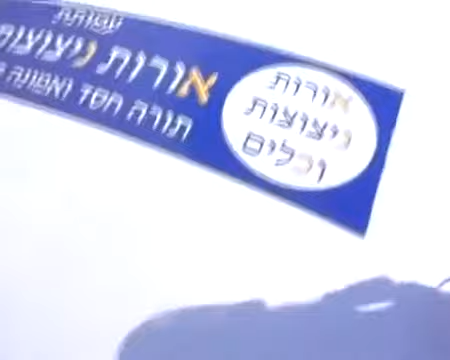 עמותת
אורות ניצוצות
תורה חסד ואמונה
אורות
ניצוצות
וכלים